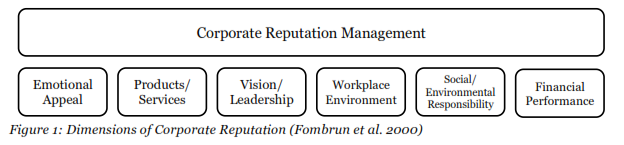 Corporate Reputation Management
Emotional
Appeal
Products/
Services
Vision/
Leadership
Workplace
Environment
Social/
Environmental
Responsibility
Financial
Performance
Figure 1: Dimensions of Corporate Reputation (Fombrun et al. 2000)